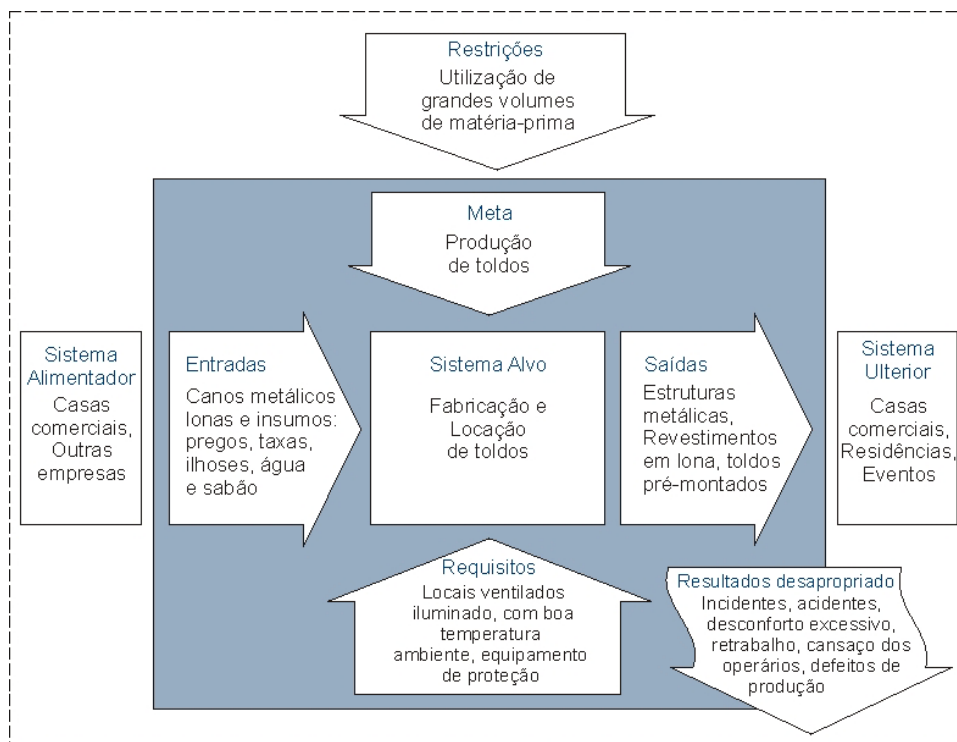 Restrições
Utilização de
grandes volumes
de matéria-prima
Meta
Produção
de toldos
Sistema
Alimentador
Casas
comerciais,
Outras
empresas
Entradas
Canos metálicos
lonas e insumos:
pregos, taxas,
ilhoses, água
e sabão
Sistema Alvo
Fabricação e
Locação
de toldos
Saídas
Estruturas
metálicas,
Revestimentos
em lona, toldos
pré-montados
Sistema
Ulterior
Casas
comerciais,
Residências,
Eventos
Requisitos
Locais ventilados
iluminado, com boa
temperatura
ambiente, equipamento
de proteção
Resultados desapropriado
Incidentes, acidentes,
desconforto excessivo,
retrabalho, cansaço dos
operários, defeitos de
produção